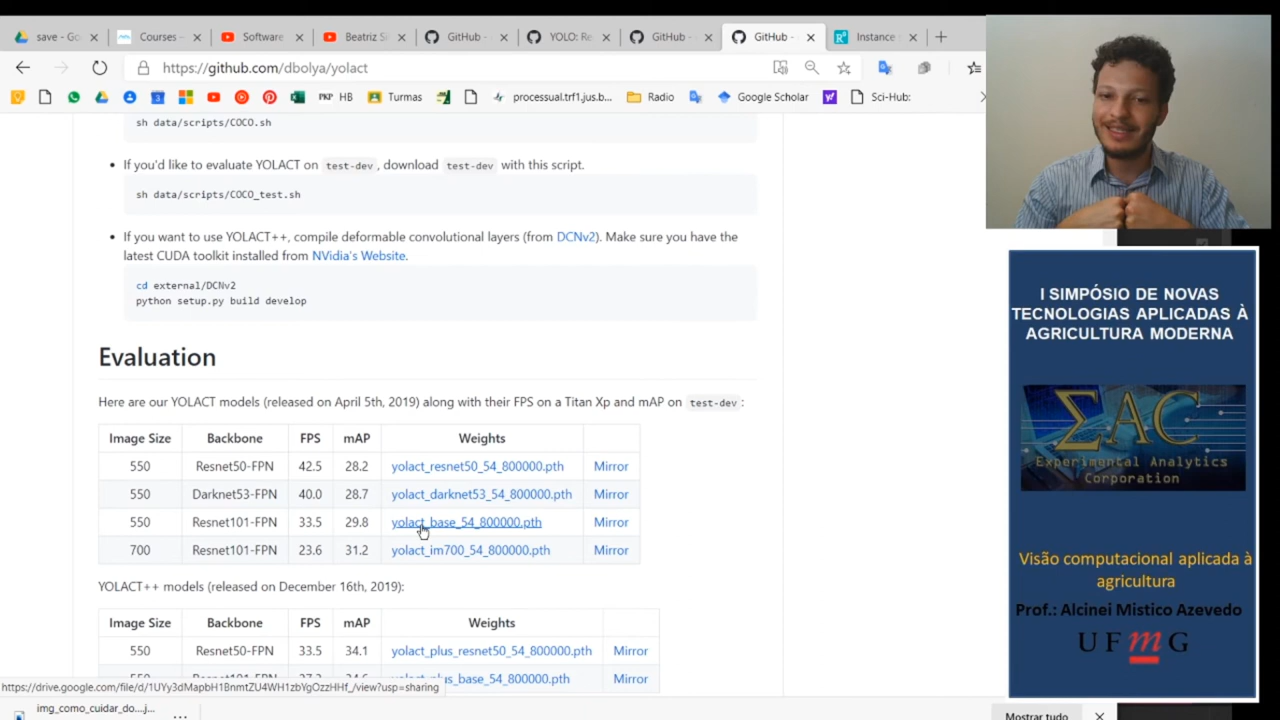 save - Go
Courses -
Software
Beatriz Si
GitHub -
YOLO: Re
GitHub -
GitHub -
Instance
https://github.com/dbolya/yolact
PKP HB
Turmas
processual.trf1.jus.b...
Radio
Google Scholar
Sci-Hub:
sh data/scripts/COCO.sh
• If you'd like to evaluate YOLACT on test-dev, download test-dev with this script.
sh data/scripts/COCO_test.sh
• If you want to use YOLACT++, compile deformable convolutional layers (from DCNv2). Make sure you have the
latest CUDA toolkit installed from NVidia's Website.
cd external/DCNv2
python setup.py build develop
Evaluation
Here are our YOLACT models (released on April 5th, 2019) along with their FPS on a Titan Xp and mAP on test-dev :
Image Size Backbone FPS mAP Weights
550 Resnet50-FPN 42.5 28.2 yolact_resnet50_54_800000.pth Mirror
550 Darknet53-FPN 40.0 28.7 yolact_darknet53_54_800000.pth Mirror
550 Resnet101-FPN 33.5 29.8 yolact_base_54_800000.pth Mirror
700 Resnet101-FPN 23.6 31.2 yolact_im700_54_800000.pth Mirror
YOLACT++ models (released on December 16th, 2019):
Image Size Backbone FPS mAP Weights
550 Resnet50-FPN 33.5 34.1 yolact_plus_resnet50_54_800000.pth Mirror
plus_base_54_800000.pth Mirror
img_como_cuidar_do...j...
Mostrar tudo
I SIMPÓSIO DE NOVAS
TECNOLOGIAS APLICADAS À
AGRICULTURA MODERNA
ΣAC
Experimental Analytics
Corporation
Visão computacional aplicada à
agricultura
Prof.: Alcinei Mistico Azevedo
UFmG